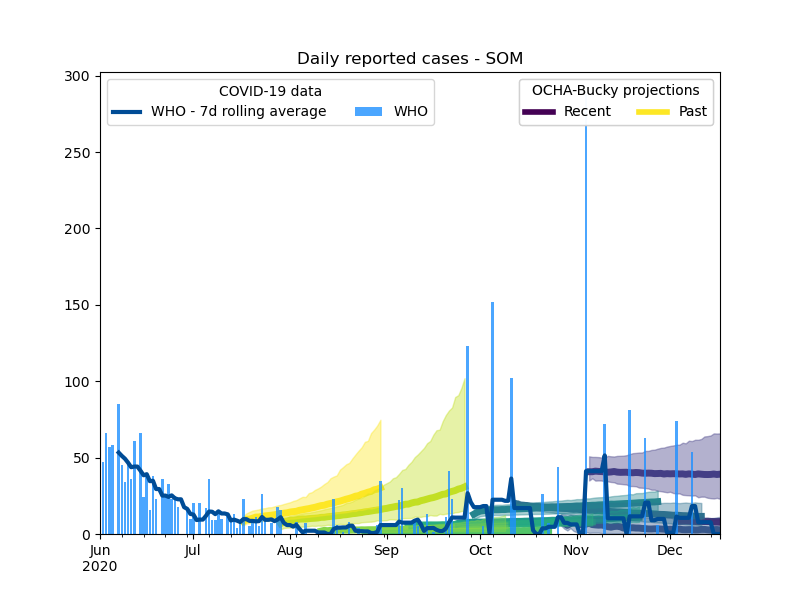 Daily reported cases - SOM
COVID-19 data
WHO - 7d rolling average WHO
OCHA-Bucky projections
Recent Past
300
250
200
150
100
50
0
Jun Jul Aug Sep Oct Nov Dec
2020